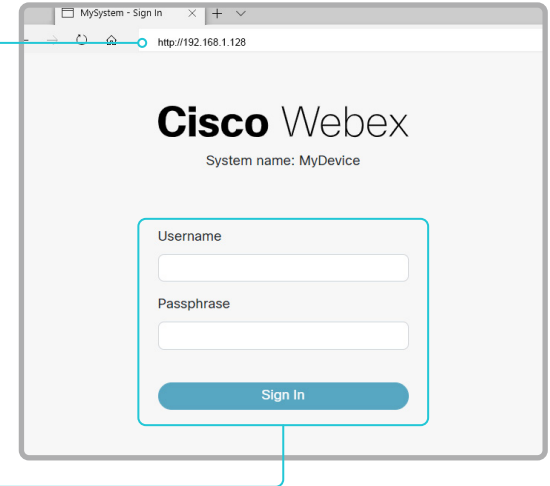 MySystem - Sign In
http://192.168.1.128
Cisco Webex
System name: MyDevice
Username
Passphrase
Sign In